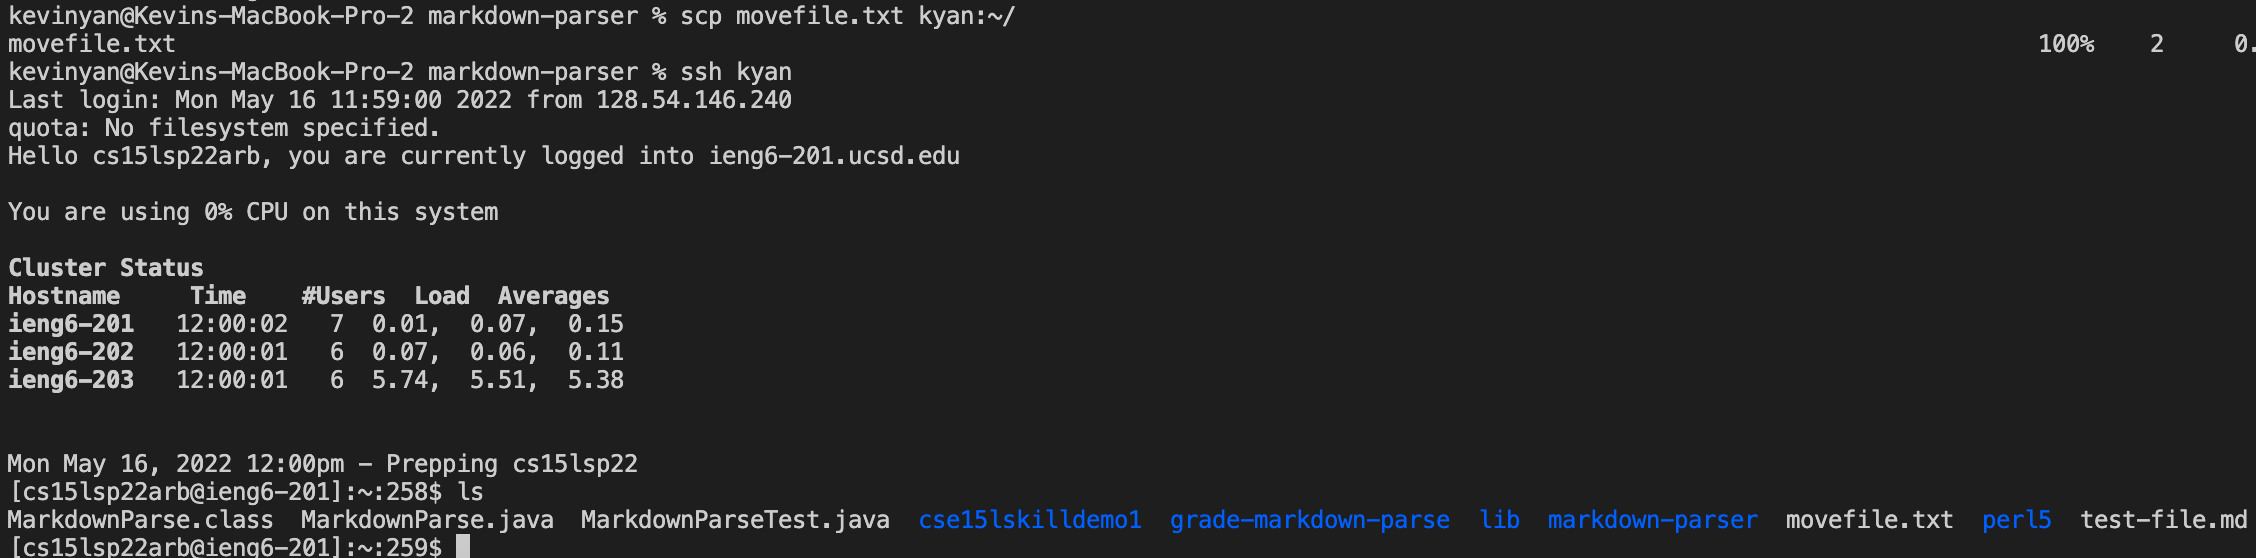 kevinyan@Kevins-MacBook-Pro-2 markdown-parser % scp movefile.txt kyan:~/
movefile.txt 100% 2 0.
kevinyan@Kevins-MacBook-Pro-2 markdown-parser % ssh kyan
Last login: Mon May 16 11:59:00 2022 from 128.54.146.240
quota: No filesystem specified.
Hello cs15lsp22arb, you are currently logged into ieng6-201.ucsd.edu
You are using 0% CPU on this system
Cluster Status
Hostname Time #Users Load Averages
ieng6-201 12:00:02 7 0.01, 0.07, 0.15
ieng6-202 12:00:01 6 0.07, 0.06, 0.11
ieng6-203 12:00:01 6 5.74, 5.51, 5.38
Mon May 16, 2022 12:00pm - Prepping cs15lsp22
[cs15lsp22arb@ieng6-201]:~:258$ ls
MarkdownParse.class MarkdownParse.java MarkdownParseTest.java cse15lskilldemo1 grade-markdown-parse lib markdown-parser movefile.txt perl5 test-file.md
[cs15lsp22arb@ieng6-201]:~:259$